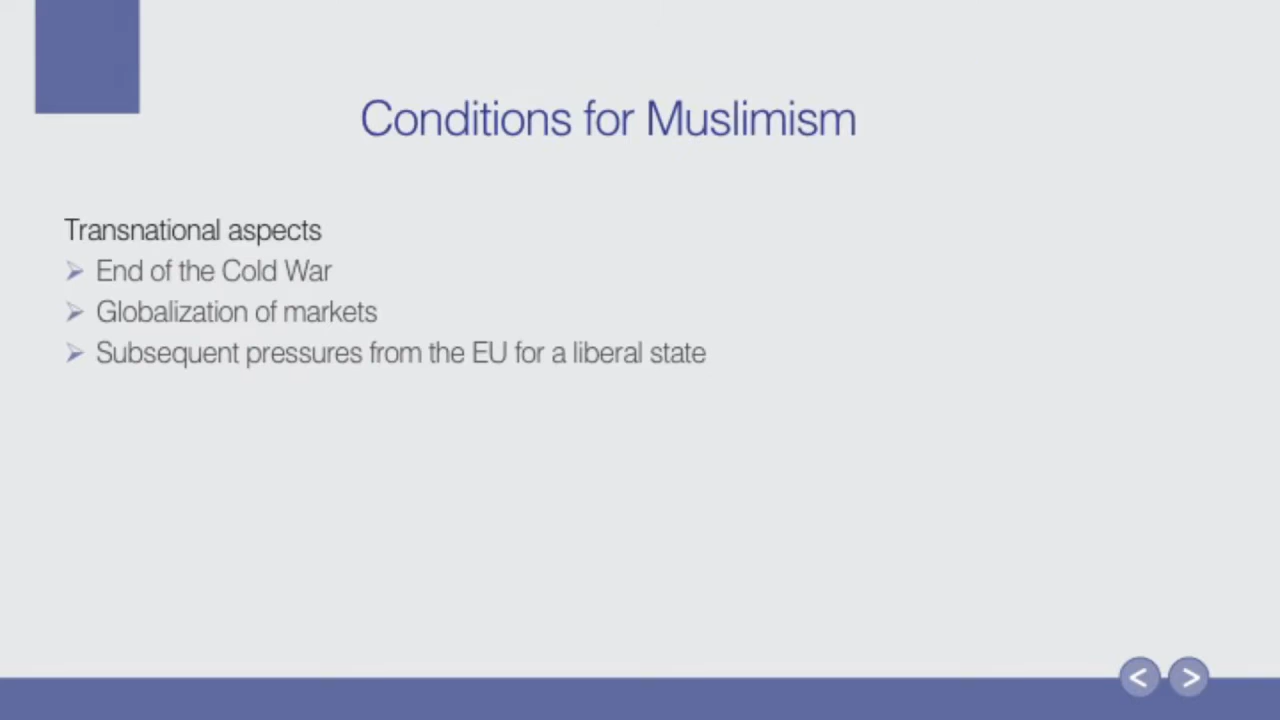 Conditions for Muslimism
Transnational aspects
➢ End of the Cold War
➢ Globalization of markets
➢ Subsequent pressures from the EU for a liberal state
< >